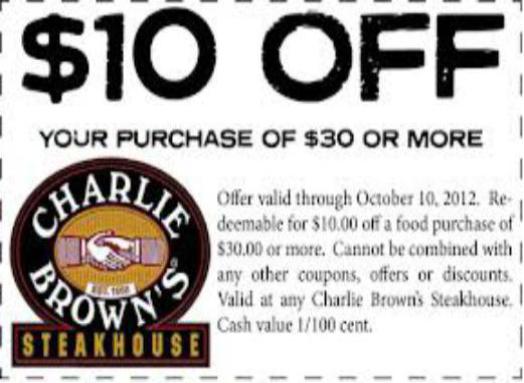 $10 OFF
YOUR PURCHASE OF $30 OR MORE
CHARLIE
BROWN'S
STEAKHOUSE
Offer valid through October 10, 2012. Re-
deemable for $10.00 off a food purchase of
$30.00 or more. Cannot be combined with
any other coupons, offers or discounts.
Valid at any Charlie Brown's Steakhouse.
Cash value 1/100 cent.